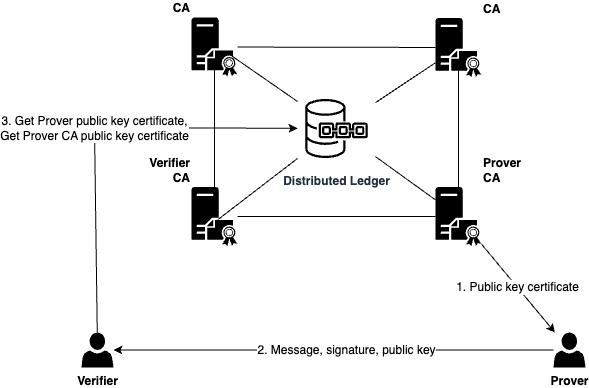 CA
CA
3. Get Prover public key certificate,
Get Prover CA public key certificate
Verifier
CA
Distributed Ledger
Prover
CA
1. Public key certificate
2. Message, signature, public key
Verifier
Prover